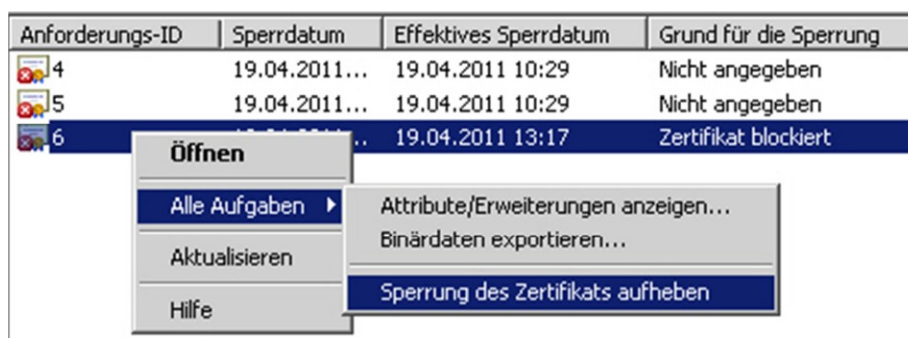 Anforderungs-ID Sperrdatum Effektives Sperrdatum Grund für die Sperrung
4 19.04.2011... 19.04.2011 10:29 Nicht angegeben
5 19.04.2011... 19.04.2011 10:29 Nicht angegeben
6 .. 19.04.2011 13:17 Zertifikat blockiert
Öffnen
Alle Aufgaben
Attribute/Erweiterungen anzeigen...
Binärdaten exportieren...
Aktualisieren
Sperrung des Zertifikats aufheben
Hilfe